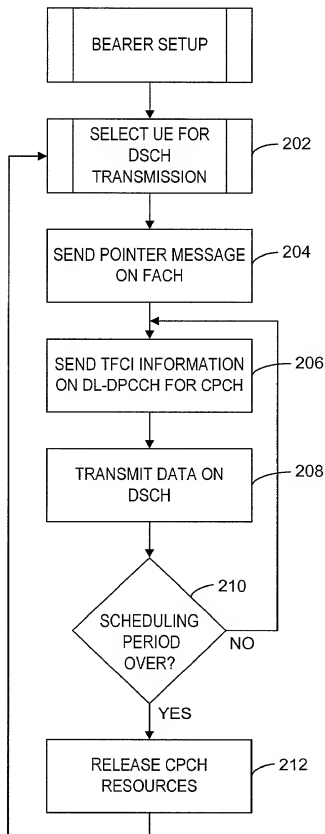 BEARER SETUP
SELECT UE FOR
DSCH
TRANSMISSION
202
SEND POINTER MESSAGE
ON FACH
204
SEND TFCI INFORMATION
ON DL-DPCCH FOR CPCH
206
TRANSMIT DATA ON
DSCH
208
210
SCHEDULING
PERIOD
OVER?
NO
YES
RELEASE CPCH
RESOURCES
212